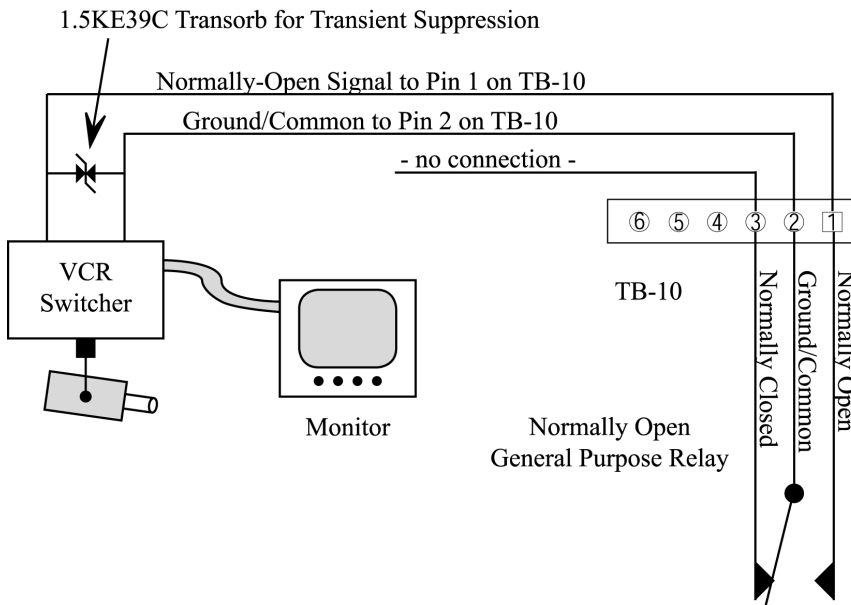 1.5KE39C Transorb for Transient Suppression
Normally-Open Signal to Pin 1 on TB-10
Ground/Common to Pin 2 on TB-10
- no connection -
6 5 4 3 2 1
VCR
Switcher
TB-10
Normally Closed
Ground/Common
Normally Open
Monitor
Normally Open
General Purpose Relay